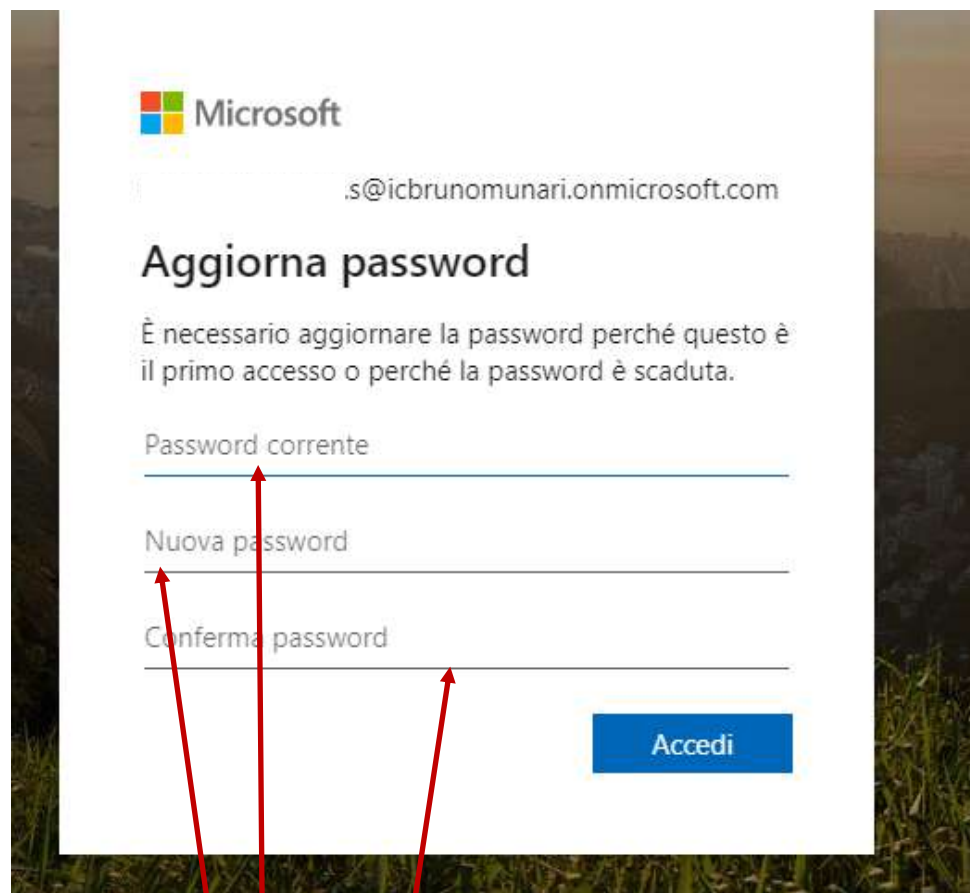 Microsoft
.s@icbrunomunari.onmicrosoft.com
Aggiorna password
È necessario aggiornare la password perché questo è
il primo accesso o perché la password è scaduta.
Password corrente
Nuova password
Conferma password
Accedi